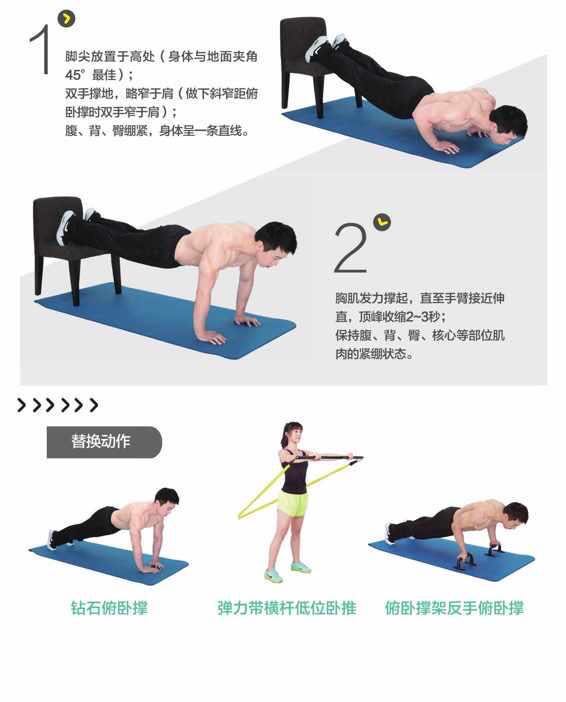 1
脚尖放置于高处（身体与地面夹角
45°最佳）；
双手撑地，略窄于肩（做下斜窄距俯
卧撑时双手窄于肩）；
腹、背、臀绷紧，身体呈一条直线。
2
胸肌发力撑起，直至手臂接近伸
直，顶峰收缩2~3秒；
保持腹、背、臀、核心等部位肌
肉的紧绷状态。
替换动作
钻石俯卧撑
弹力带横杆低位卧推
俯卧撑架反手俯卧撑